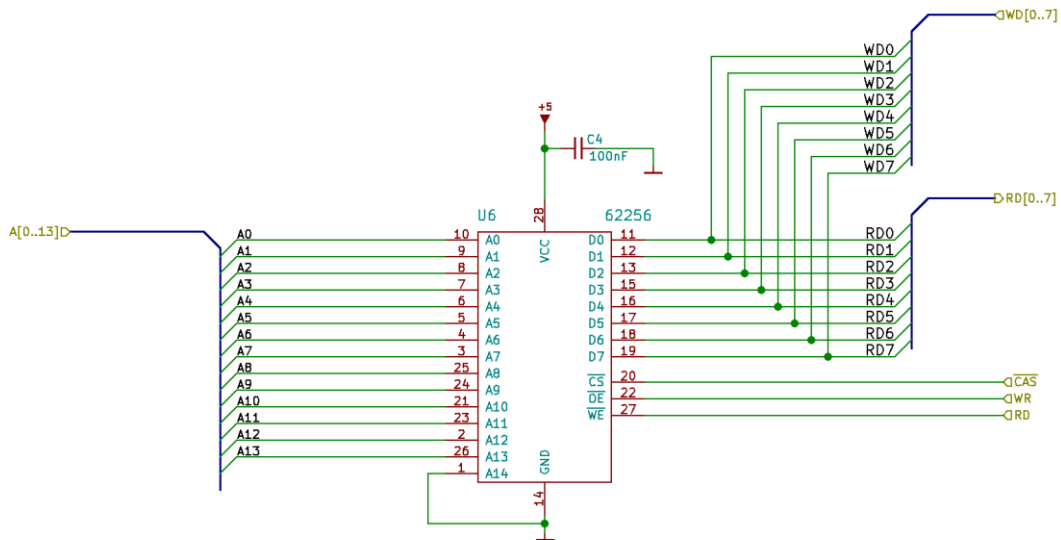 WD[0..7]
WD0
WD1
WD2
WD3
WD4
WD5
WD6
WD7
+5
C4
100nF
RD[0..7]
A[0..13]
U6 62256
28
VCC
A0 10 A0 D0 11 RD0
A1 9 A1 D1 12 RD1
A2 8 A2 D2 13 RD2
A3 7 A3 D3 15 RD3
A4 6 A4 D4 16 RD4
A5 5 A5 D5 17 RD5
A6 4 A6 D6 18 RD6
A7 3 A7 D7 19 RD7
A8 25 A8
A9 24 A9 C̅S̅ 20 C̅A̅S̅
A10 21 A10 O̅E̅ 22 WR
A11 23 A11 W̅E̅ 27 RD
A12 2 A12
A13 26 A13
1 A14
GND
14